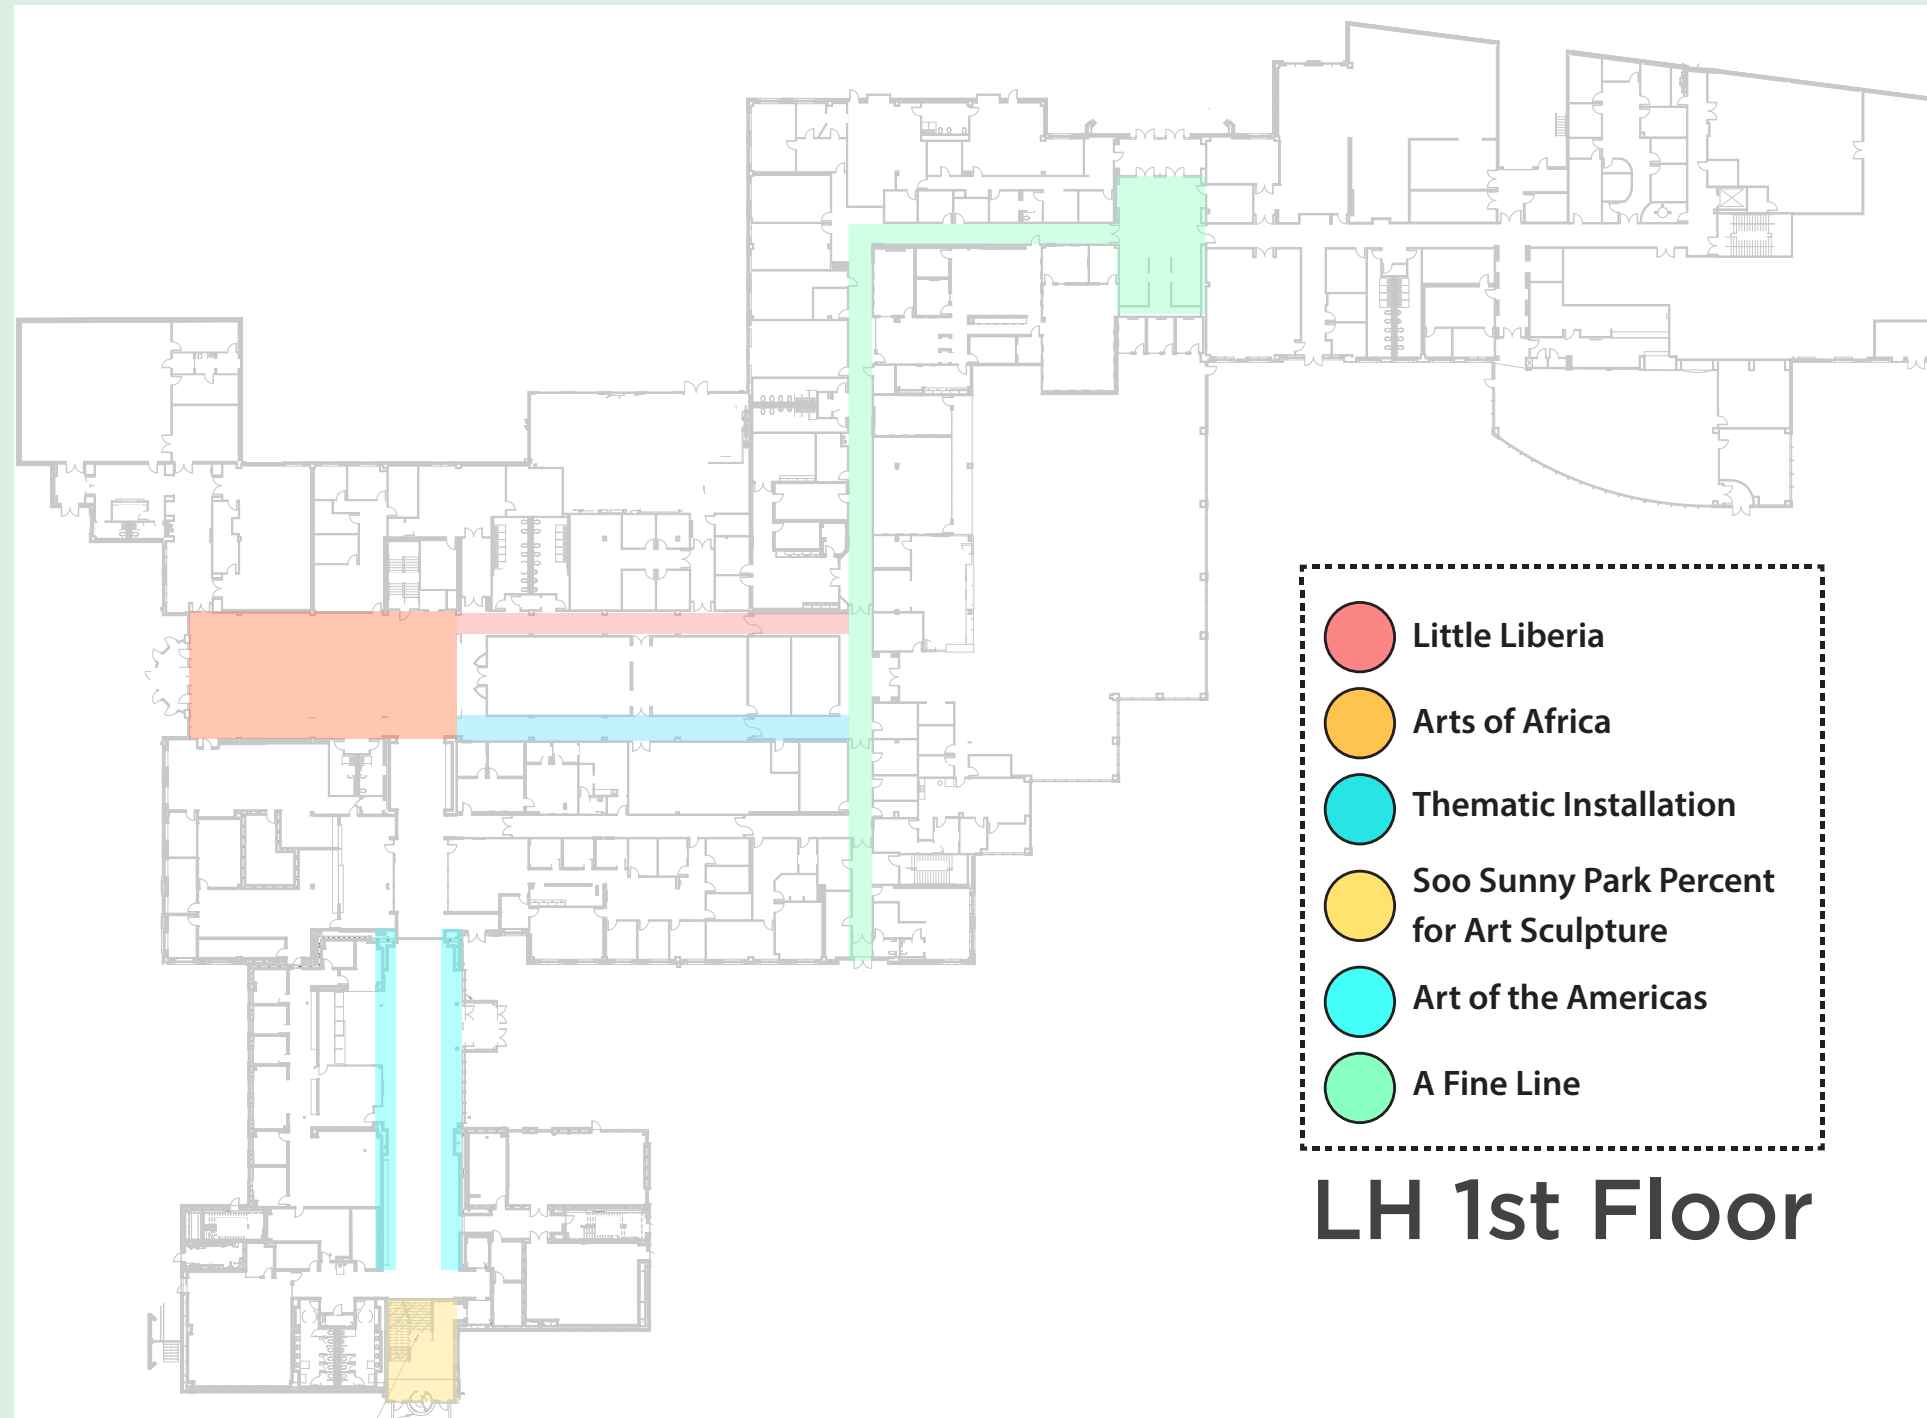 Little Liberia
Arts of Africa
Thematic Installation
Soo Sunny Park Percent
for Art Sculpture
Art of the Americas
A Fine Line
LH 1st Floor